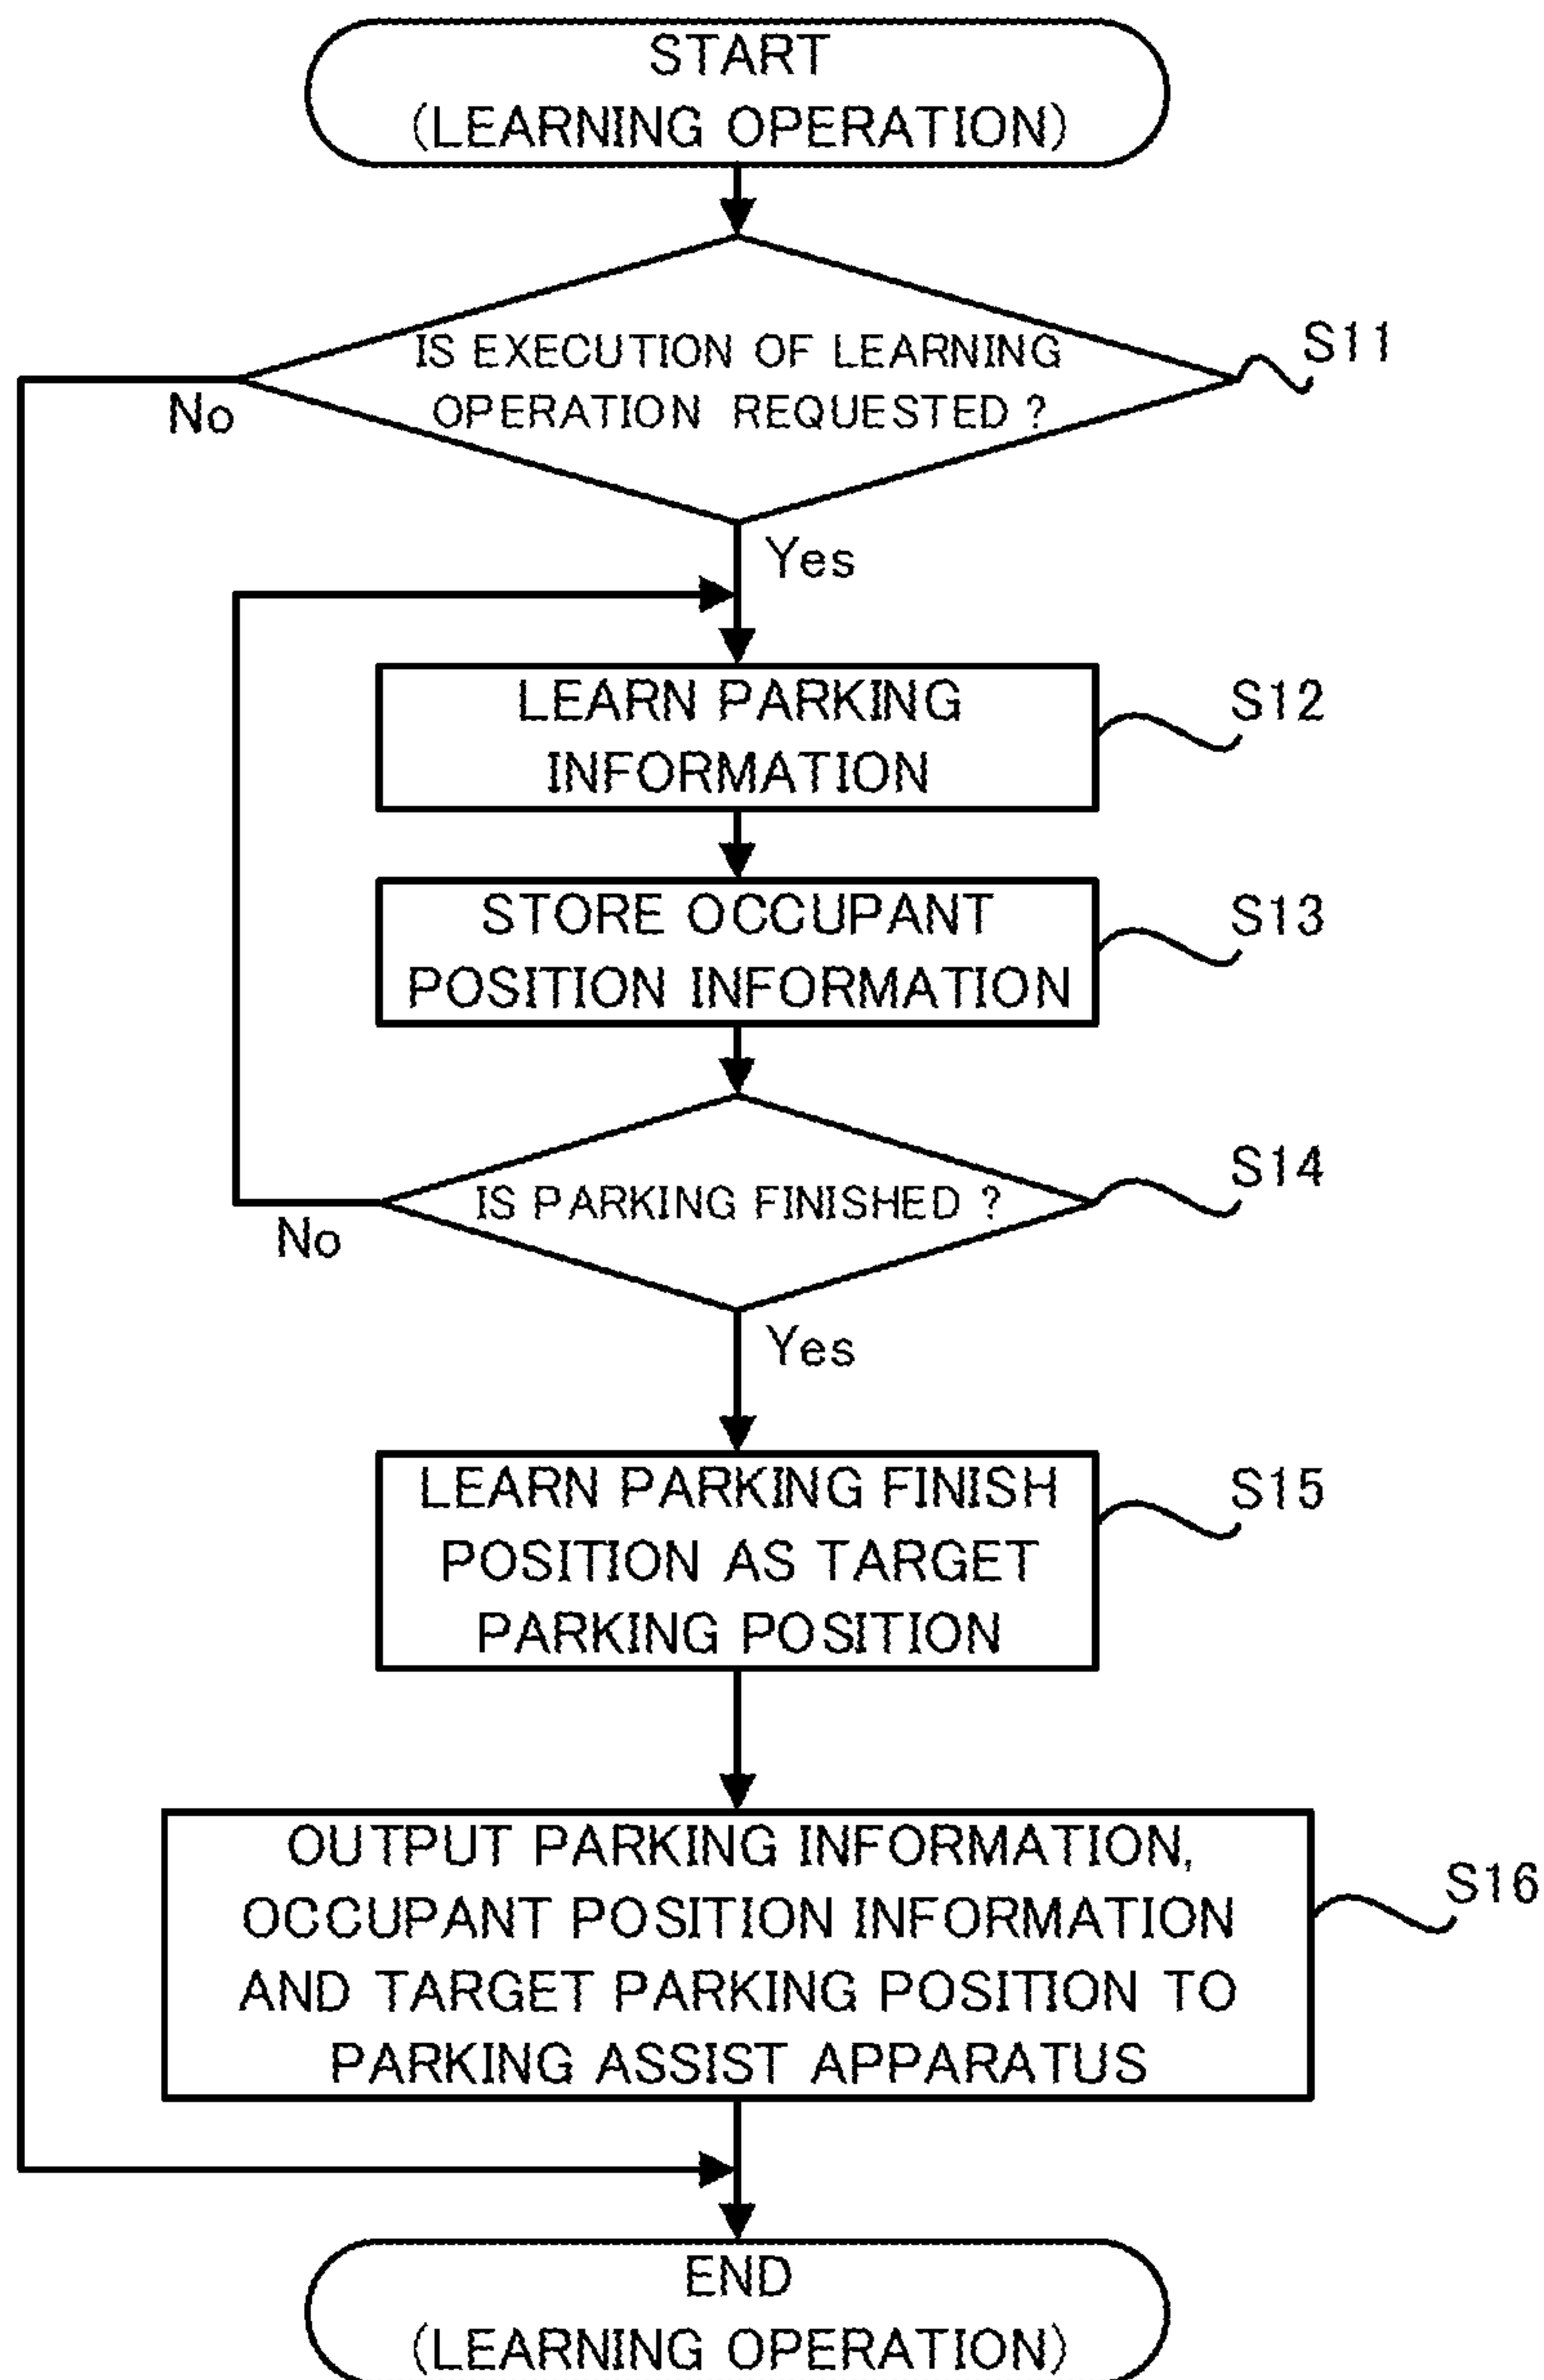 START
(LEARNING OPERATION)
IS EXECUTION OF LEARNING
OPERATION REQUESTED ?
S11
No
Yes
LEARN PARKING
INFORMATION
S12
STORE OCCUPANT
POSITION INFORMATION
S13
IS PARKING FINISHED ?
S14
No
Yes
LEARN PARKING FINISH
POSITION AS TARGET
PARKING POSITION
S15
OUTPUT PARKING INFORMATION,
OCCUPANT POSITION INFORMATION
AND TARGET PARKING POSITION TO
PARKING ASSIST APPARATUS
S16
END
(LEARNING OPERATION)